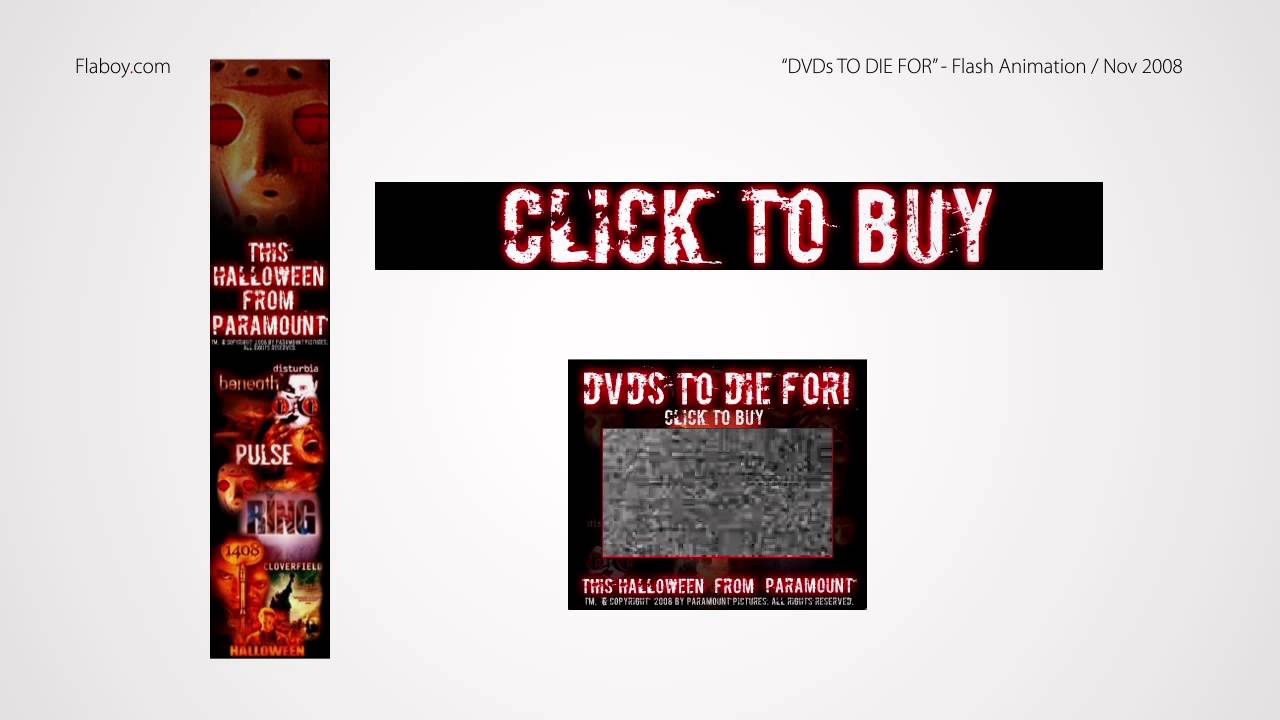 Flaboy.com
“DVDs TO DIE FOR” - Flash Animation / Nov 2008
THIS
HALLOWEEN
FROM
PARAMOUNT
TM, & COPYRIGHT 2008 BY PARAMOUNT PICTURES.
ALL RIGHTS RESERVED.
disturbia
beneath
PULSE
RING
1408
CLOVERFIELD
HALLOWEEN
CLICK TO BUY
DVDS TO DIE FOR!
CLICK TO BUY
THIS HALLOWEEN FROM PARAMOUNT
TM, & COPYRIGHT 2008 BY PARAMOUNT PICTURES. ALL RIGHTS RESERVED.